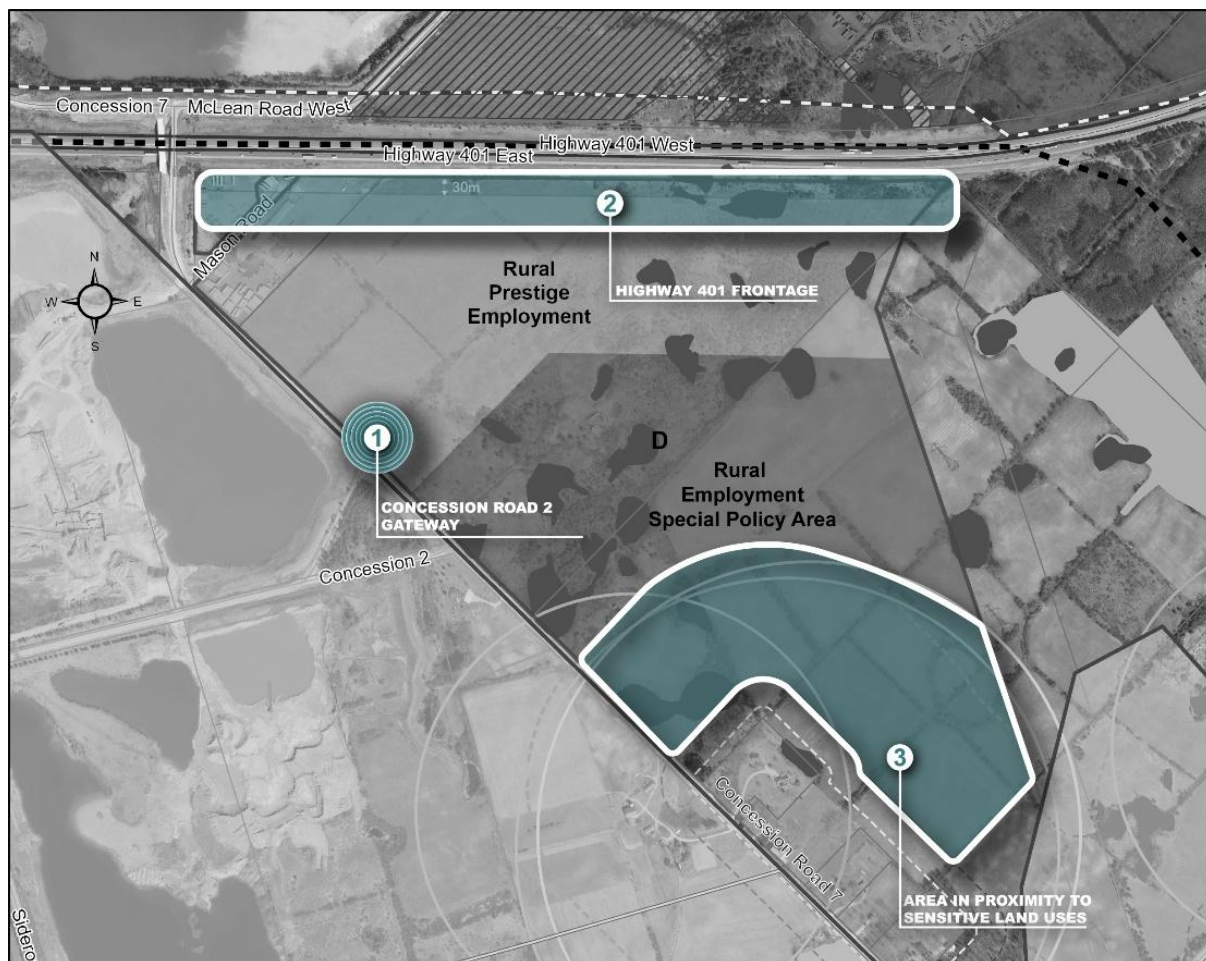 Concession 7
McLean Road West
Highway 401 West
Highway 401 East
30m
2
Mason Road
N
W
E
S
Rural
Prestige
Employment
HIGHWAY 401 FRONTAGE
1
D
Rural
Employment
Special Policy Area
CONCESSION ROAD 2
GATEWAY
Concession 2
3
Concession Road 7
AREA IN PROXIMITY TO
SENSITIVE LAND USES
Sidero